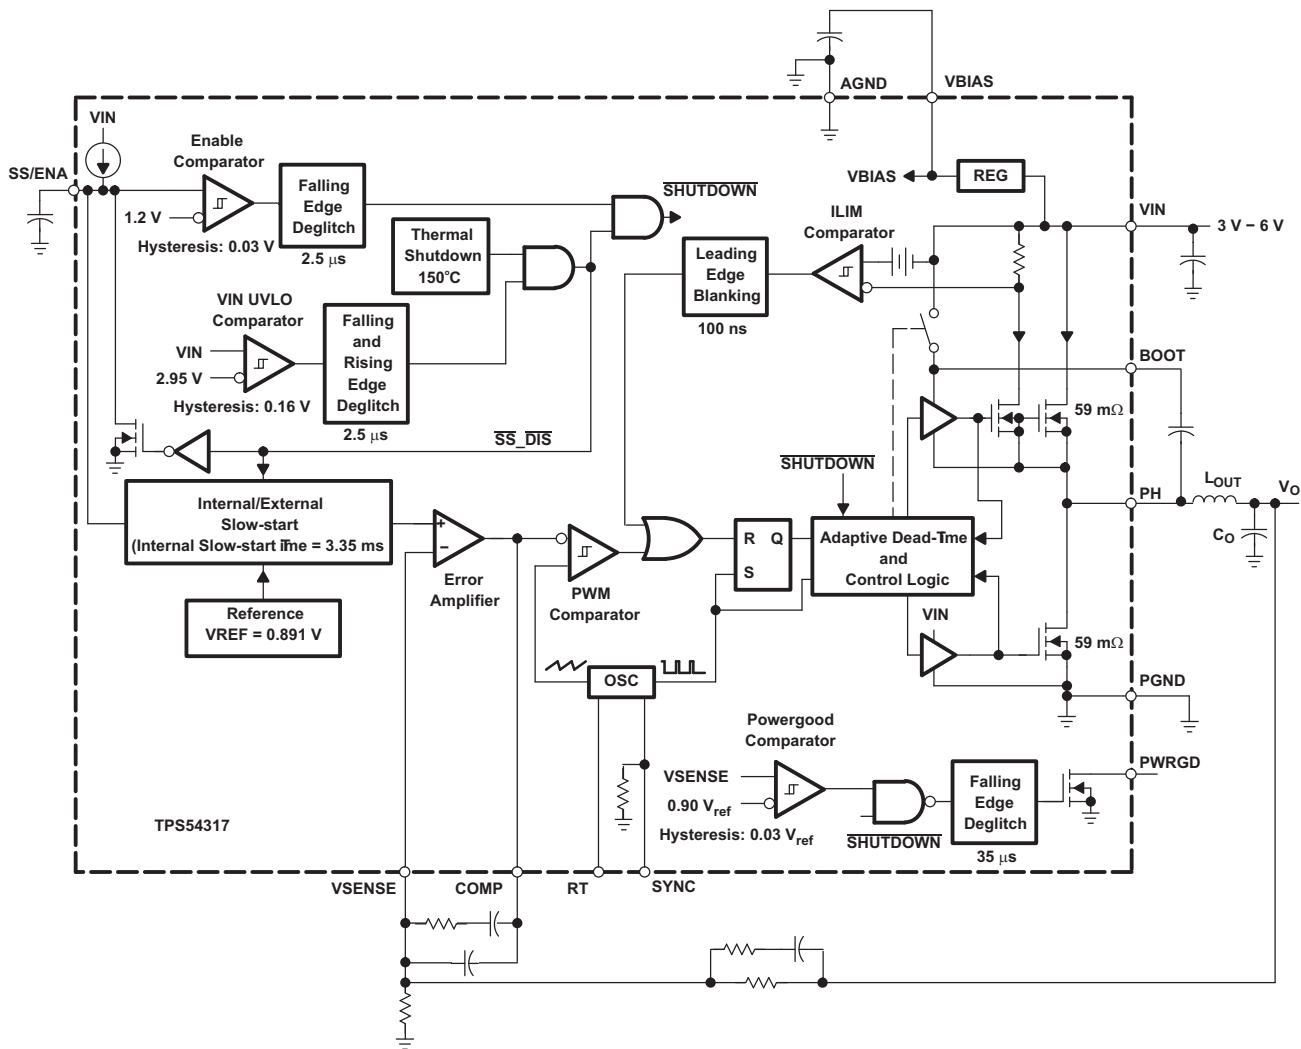 AGND
VBIAS
VIN
Enable
Comparator
SS/ENA
1.2 V
Hysteresis: 0.03 V
Falling
Edge
Deglitch
2.5 μs
SHUTDOWN
VBIAS
REG
VIN
3 V − 6 V
ILIM
Comparator
Thermal
Shutdown
150°C
Leading
Edge
Blanking
100 ns
VIN UVLO
Comparator
VIN
2.95 V
Hysteresis: 0.16 V
Falling
and
Rising
Edge
Deglitch
2.5 μs
BOOT
59 mΩ
SS_DIS
SHUTDOWN
Internal/External
Slow-start
(Internal Slow-start Time = 3.35 ms
Reference
VREF = 0.891 V
+
−
Error
Amplifier
PWM
Comparator
R Q
S
Adaptive Dead-Time
and
Control Logic
PH
LOUT
VO
CO
VIN
59 mΩ
OSC
PGND
Powergood
Comparator
VSENSE
0.90 Vref
Hysteresis: 0.03 Vref
SHUTDOWN
Falling
Edge
Deglitch
35 μs
PWRGD
TPS54317
VSENSE
COMP
RT
SYNC